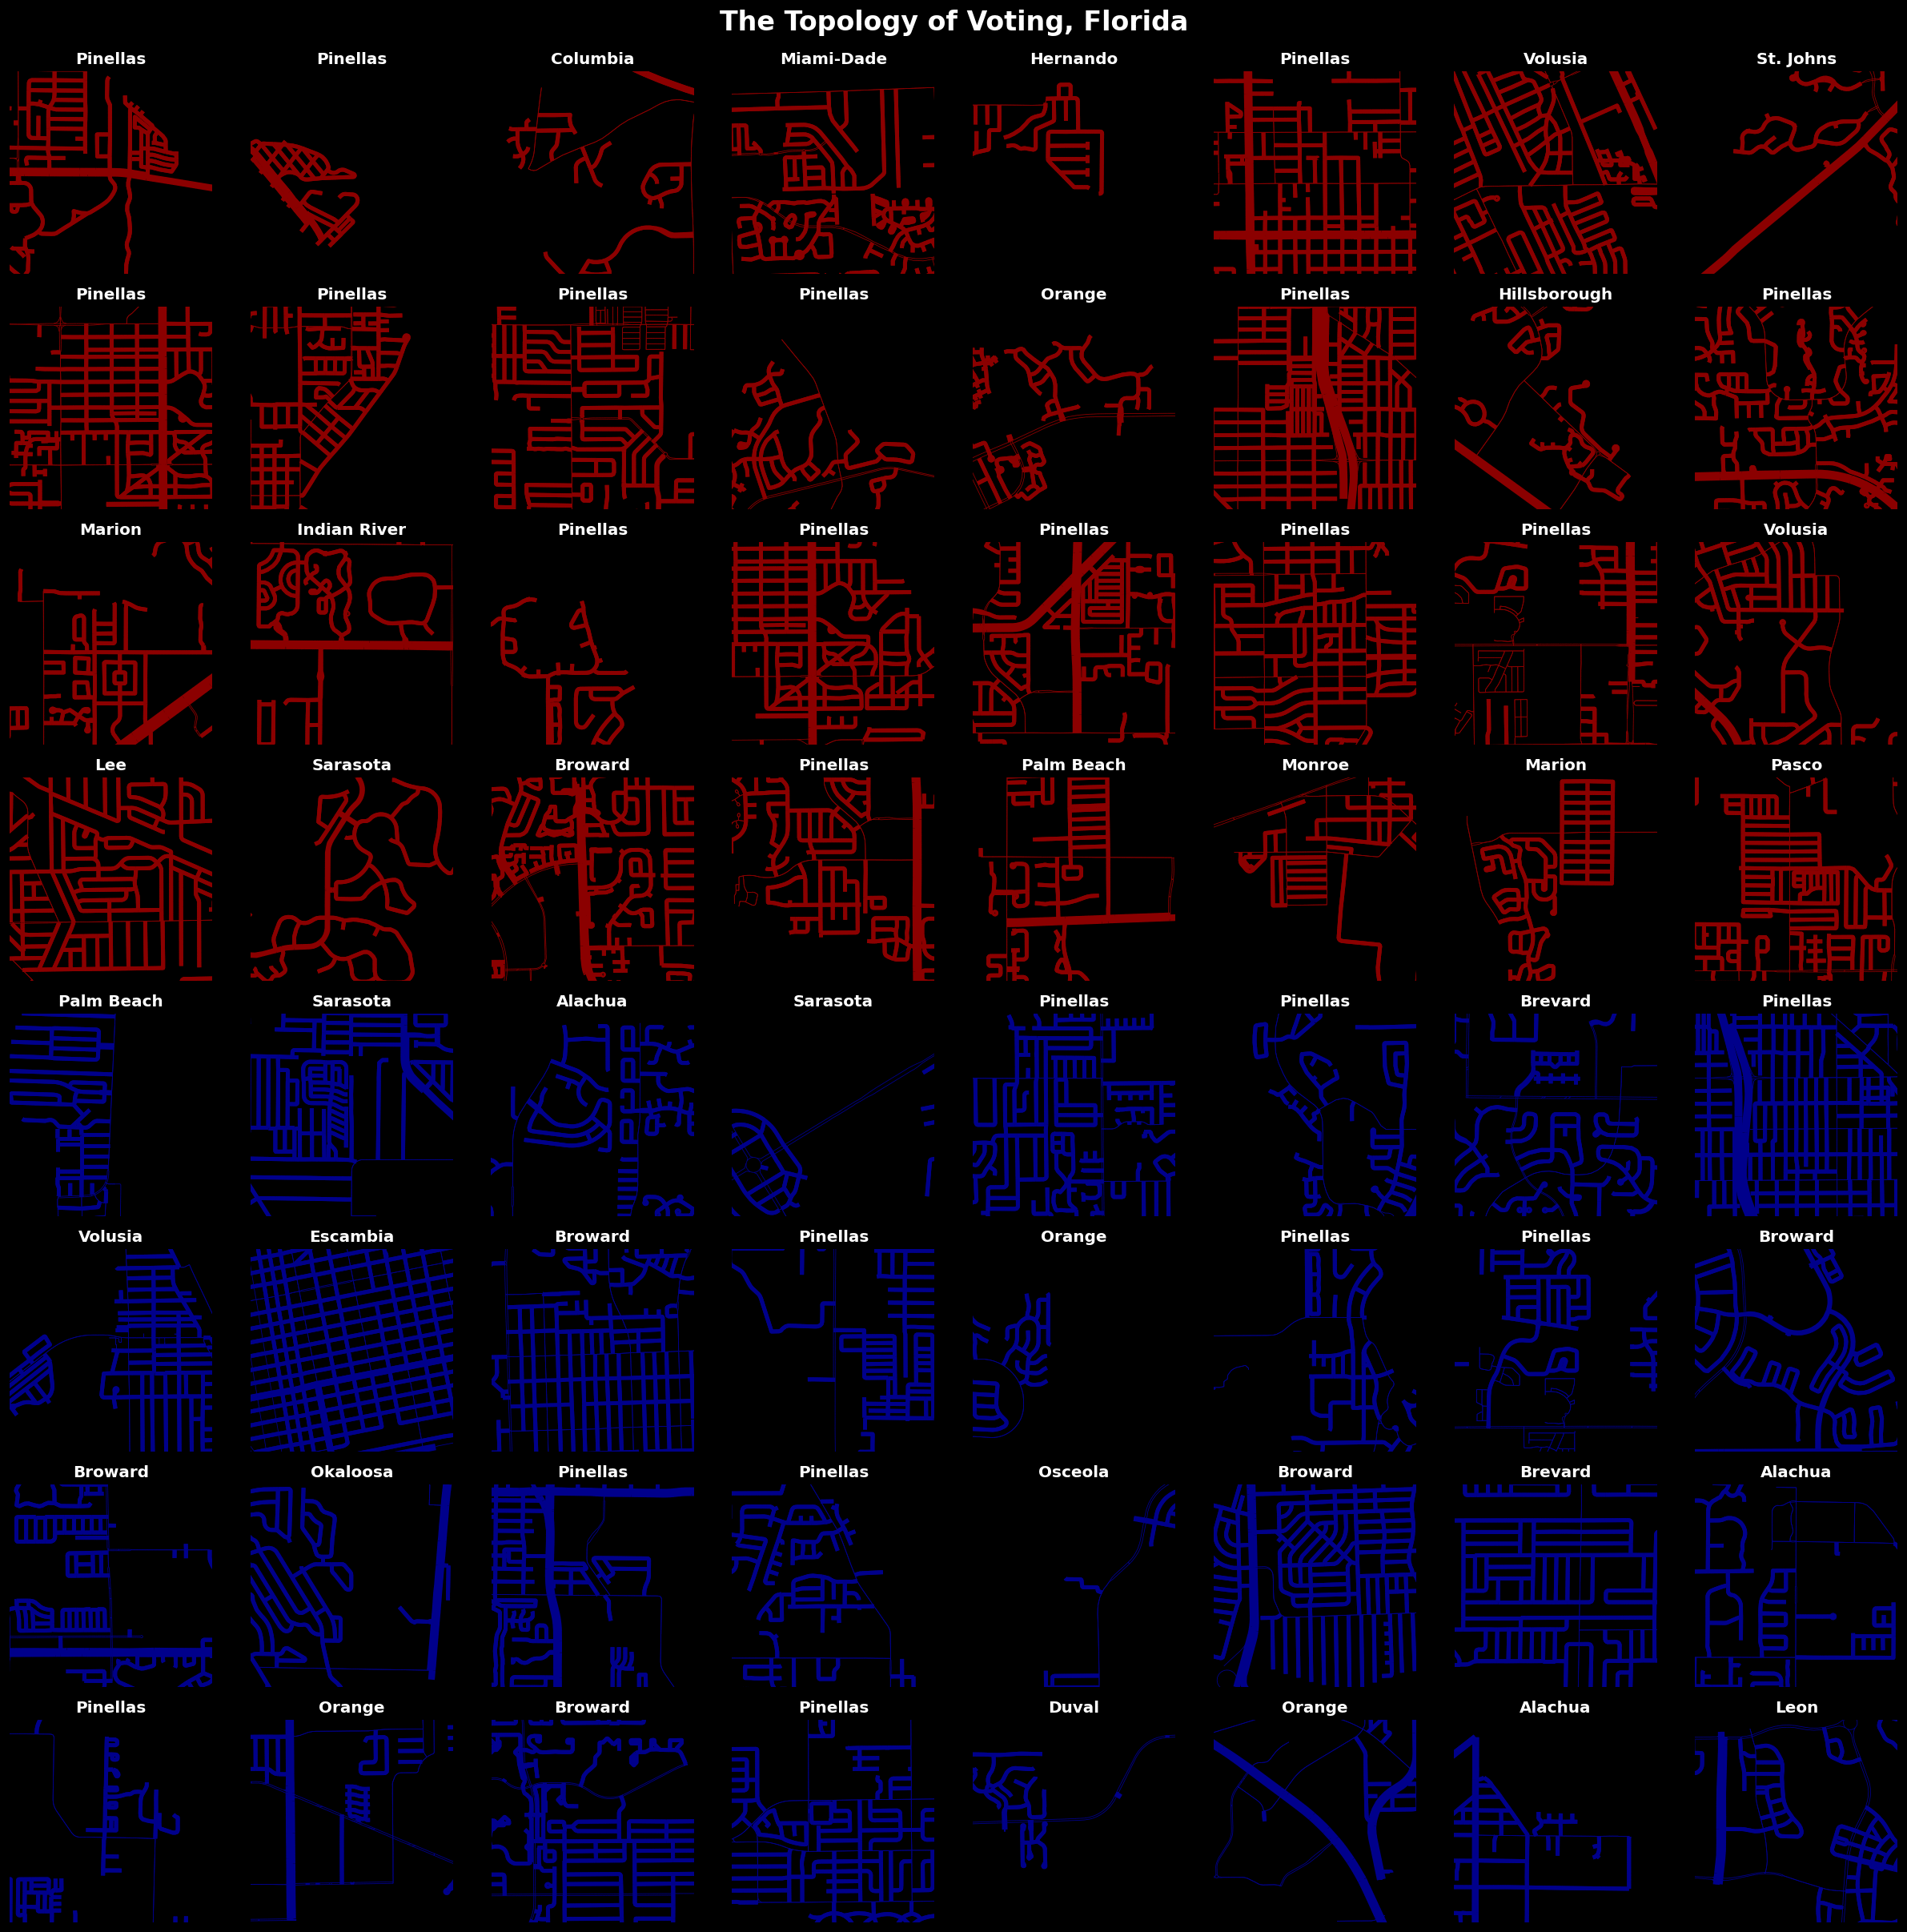 The Topology of Voting, Florida
Pinellas Pinellas Columbia Miami-Dade Hernando Pinellas Volusia St. Johns
Pinellas Pinellas Pinellas Pinellas Orange Pinellas Hillsborough Pinellas
Marion Indian River Pinellas Pinellas Pinellas Pinellas Pinellas Volusia
Lee Sarasota Broward Pinellas Palm Beach Monroe Marion Pasco
Palm Beach Sarasota Alachua Sarasota Pinellas Pinellas Brevard Pinellas
Volusia Escambia Broward Pinellas Orange Pinellas Pinellas Broward
Broward Okaloosa Pinellas Pinellas Osceola Broward Brevard Alachua
Pinellas Orange Broward Pinellas Duval Orange Alachua Leon